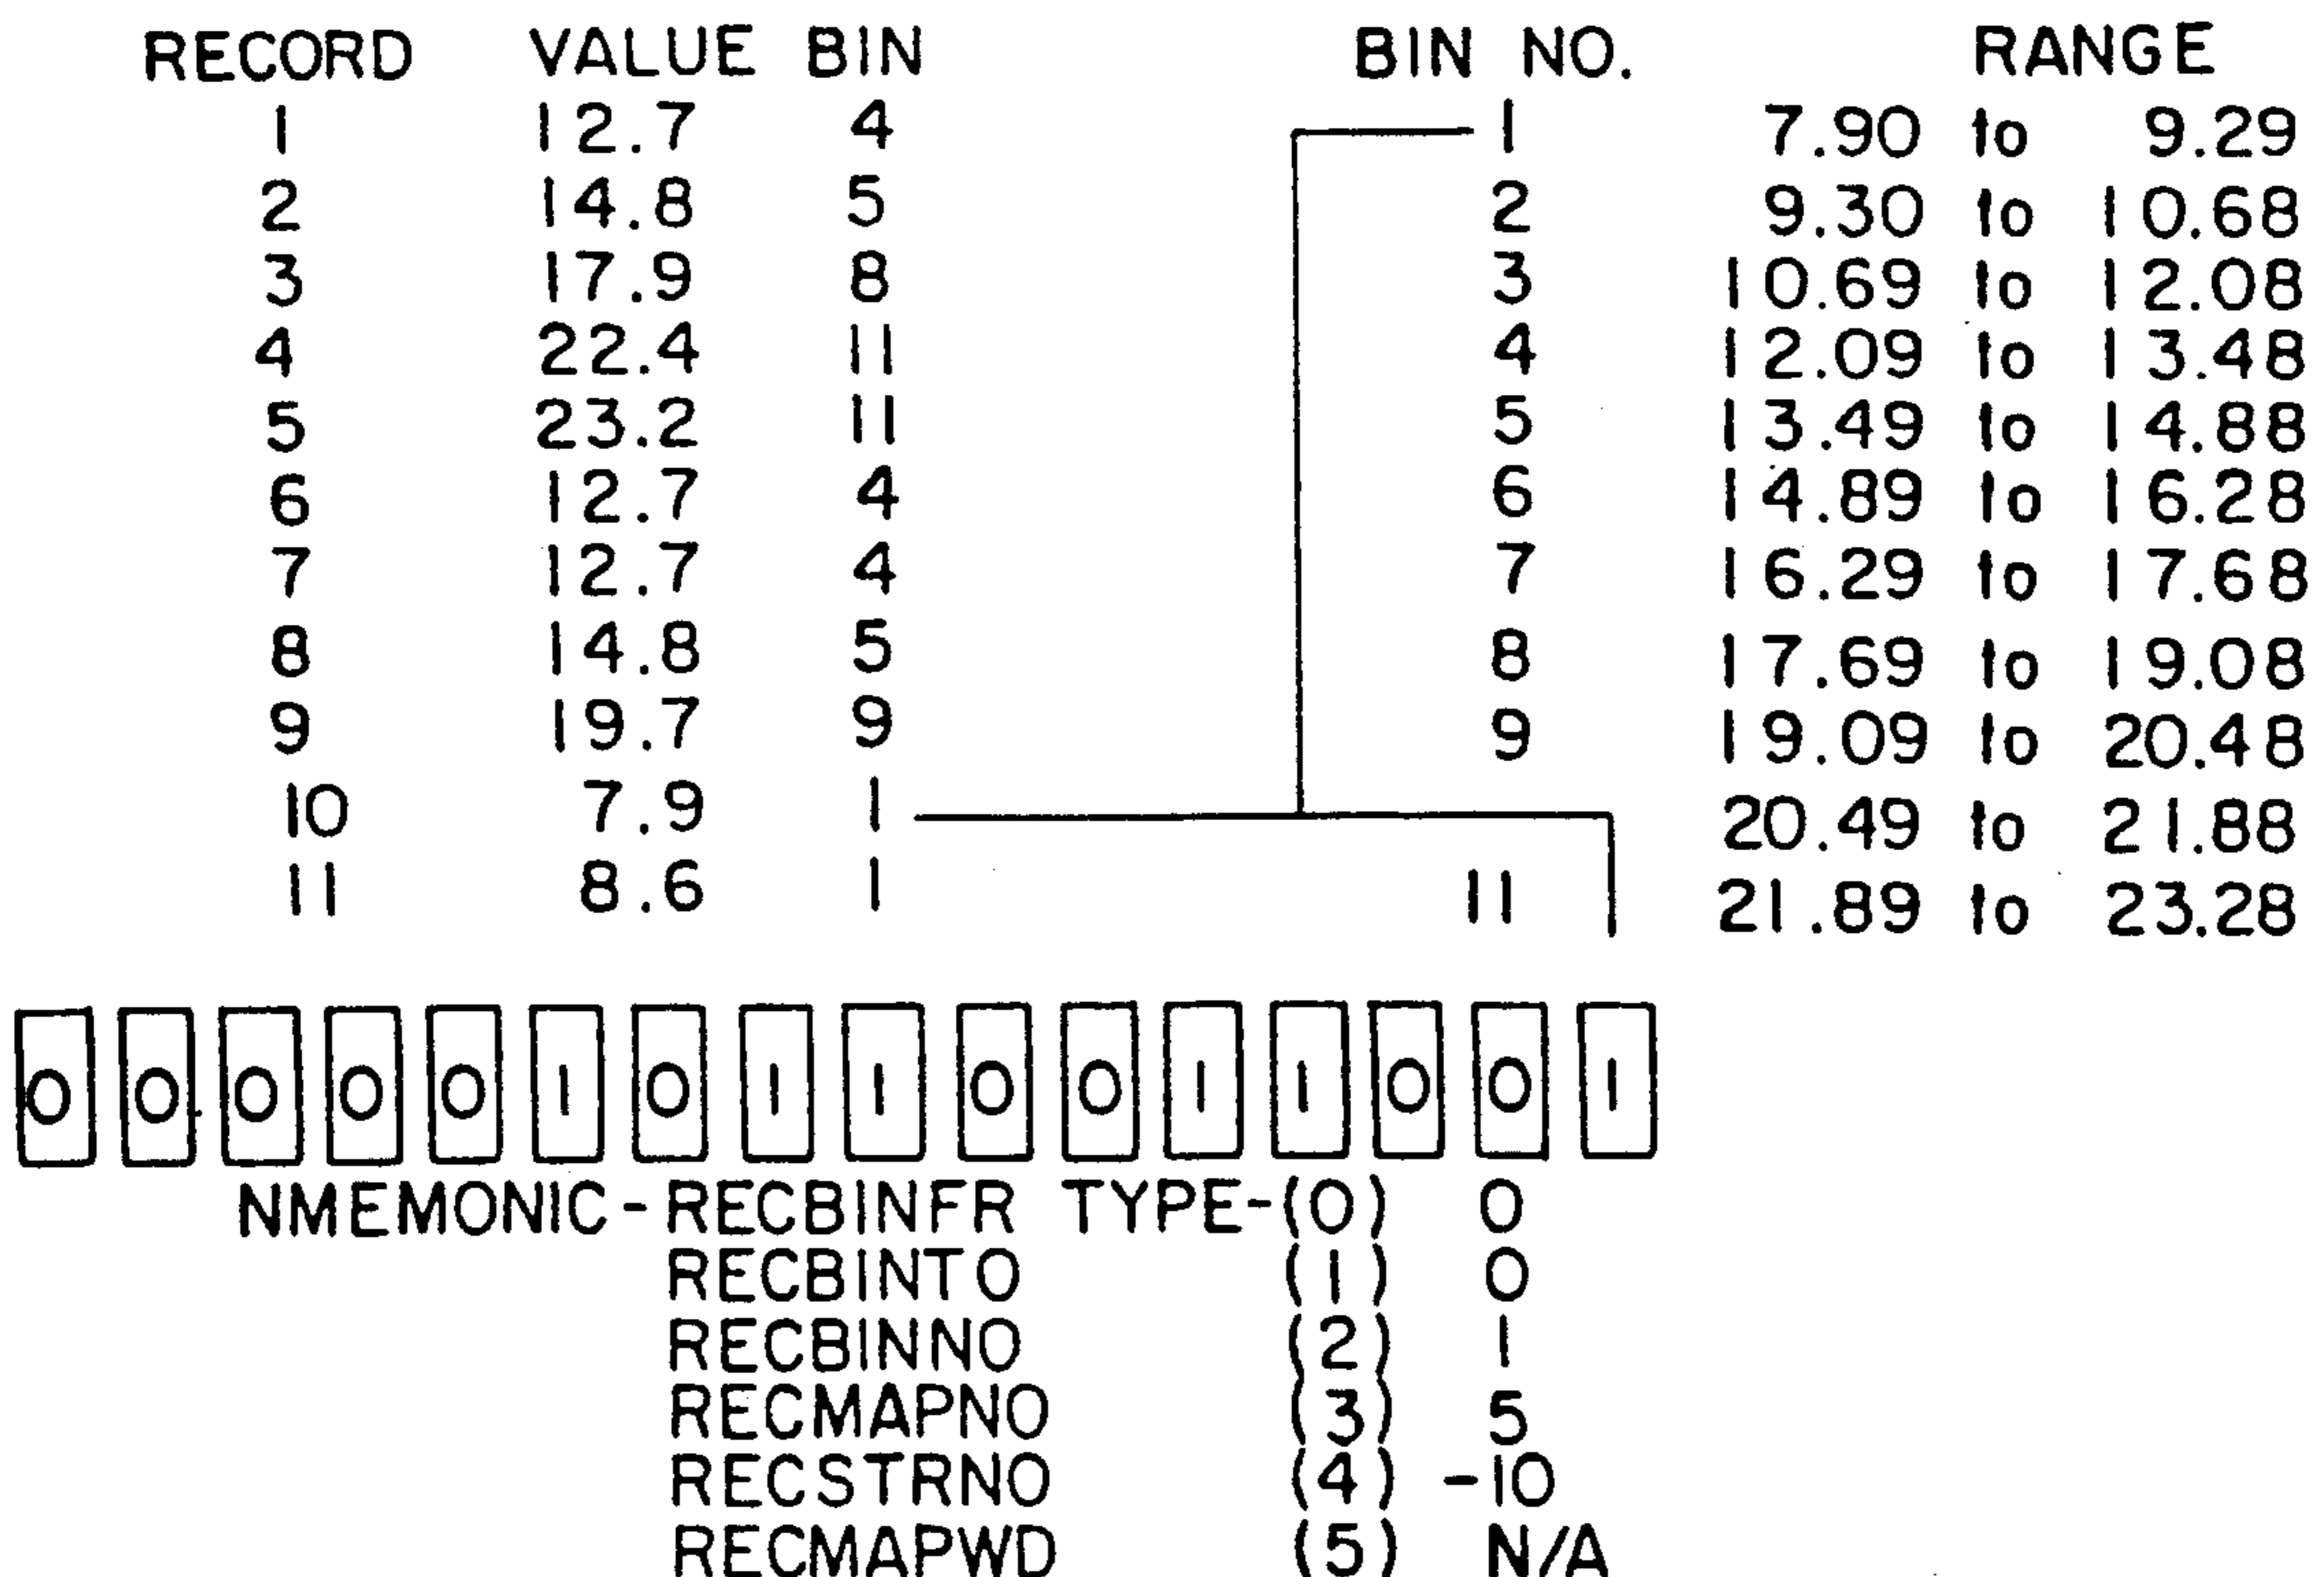 RECORD VALUE BIN BIN NO. RANGE
1 12.7 4 1 7.90 to 9.29
2 14.8 5 2 9.30 to 10.68
3 17.9 8 3 10.69 to 12.08
4 22.4 11 4 12.09 to 13.48
5 23.2 11 5 13.49 to 14.88
6 12.7 4 6 14.89 to 16.28
7 12.7 4 7 16.29 to 17.68
8 14.8 5 8 17.69 to 19.08
9 19.7 9 9 19.09 to 20.48
10 7.9 1 20.49 to 21.88
11 8.6 1 11 21.89 to 23.28
0 0 0 0 0 1 0 1 1 0 0 1 1 0 0 1
NMEMONIC-RECBINFR TYPE-(0) 0
RECBINTO (1) 0
RECBINNO (2) 1
RECMAPNO (3) 5
RECSTRNO (4) -10
RECMAPWD (5) N/A